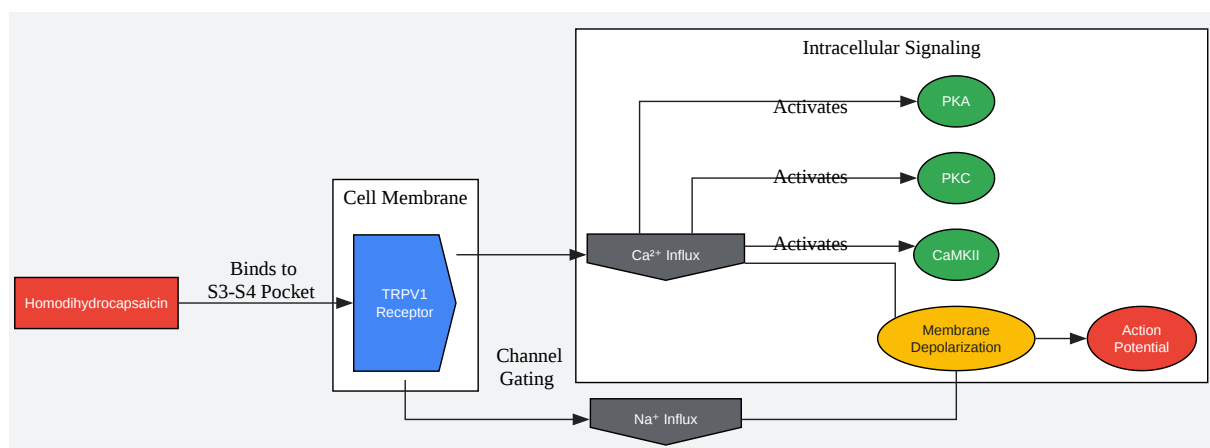 Intracellular Signaling
PKA
Activates
PKC
Activates
Cell Membrane
Activates
Ca²⁺ Influx
CaMKII
Binds to
S3-S4 Pocket
Homodihydrocapsaicin
TRPV1
Receptor
Membrane
Depolarization
Action
Potential
Channel
Gating
Na⁺ Influx